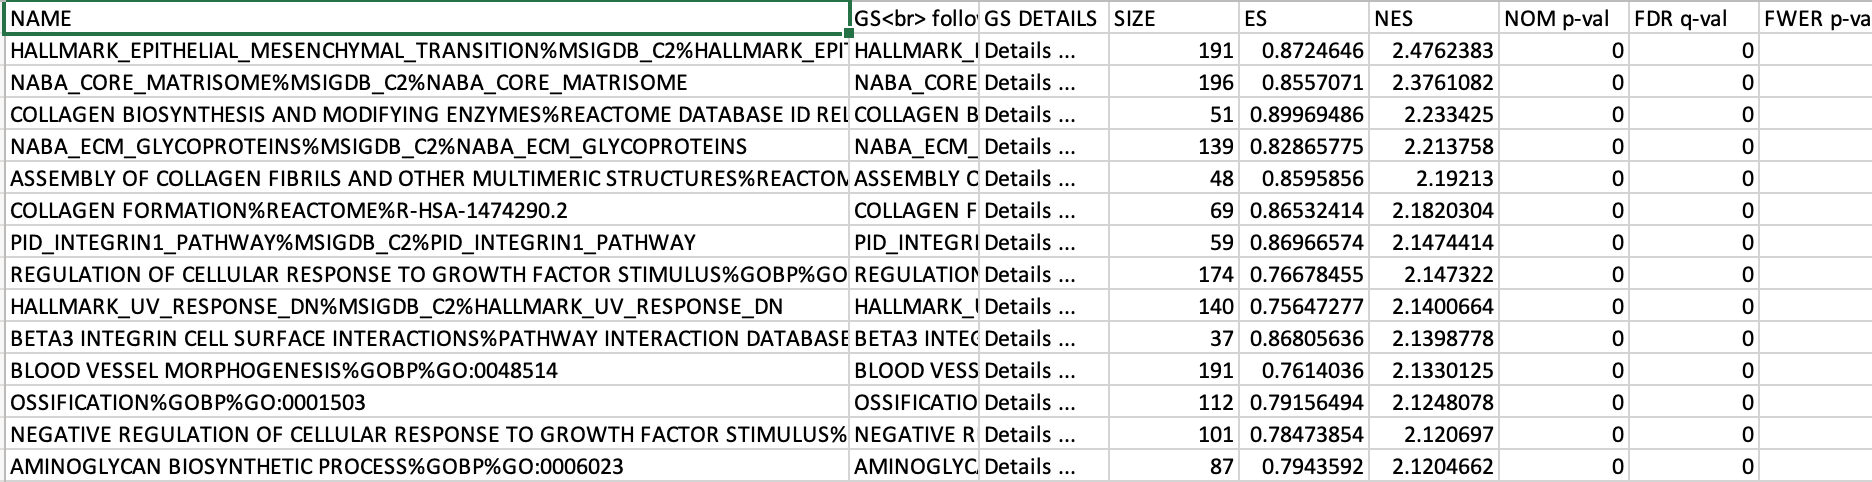 NAME GS<br> follow GS DETAILS SIZE ES NES NOM p-val FDR q-val FWER p-va
HALLMARK_EPITHELIAL_MESENCHYMAL_TRANSITION%MSIGDB_C2%HALLMARK_EPIT HALLMARK_E Details ... 191 0.8724646 2.4762383 0 0
NABA_CORE_MATRISOME%MSIGDB_C2%NABA_CORE_MATRISOME NABA_CORE Details ... 196 0.8557071 2.3761082 0 0
COLLAGEN BIOSYNTHESIS AND MODIFYING ENZYMES%REACTOME DATABASE ID REL COLLAGEN B Details ... 51 0.89969486 2.233425 0 0
NABA_ECM_GLYCOPROTEINS%MSIGDB_C2%NABA_ECM_GLYCOPROTEINS NABA_ECM_ Details ... 139 0.82865775 2.213758 0 0
ASSEMBLY OF COLLAGEN FIBRILS AND OTHER MULTIMERIC STRUCTURES%REACTOM ASSEMBLY O Details ... 48 0.8595856 2.19213 0 0
COLLAGEN FORMATION%REACTOME%R-HSA-1474290.2 COLLAGEN F Details ... 69 0.86532414 2.1820304 0 0
PID_INTEGRIN1_PATHWAY%MSIGDB_C2%PID_INTEGRIN1_PATHWAY PID_INTEGRI Details ... 59 0.86966574 2.1474414 0 0
REGULATION OF CELLULAR RESPONSE TO GROWTH FACTOR STIMULUS%GOBP%GO REGULATION Details ... 174 0.76678455 2.147322 0 0
HALLMARK_UV_RESPONSE_DN%MSIGDB_C2%HALLMARK_UV_RESPONSE_DN HALLMARK_U Details ... 140 0.75647277 2.1400664 0 0
BETA3 INTEGRIN CELL SURFACE INTERACTIONS%PATHWAY INTERACTION DATABASE BETA3 INTEG Details ... 37 0.86805636 2.1398778 0 0
BLOOD VESSEL MORPHOGENESIS%GOBP%GO:0048514 BLOOD VESS Details ... 191 0.7614036 2.1330125 0 0
OSSIFICATION%GOBP%GO:0001503 OSSIFICATIO Details ... 112 0.79156494 2.1248078 0 0
NEGATIVE REGULATION OF CELLULAR RESPONSE TO GROWTH FACTOR STIMULUS% NEGATIVE R Details ... 101 0.78473854 2.120697 0 0
AMINOGLYCAN BIOSYNTHETIC PROCESS%GOBP%GO:0006023 AMINOGLYC Details ... 87 0.7943592 2.1204662 0 0